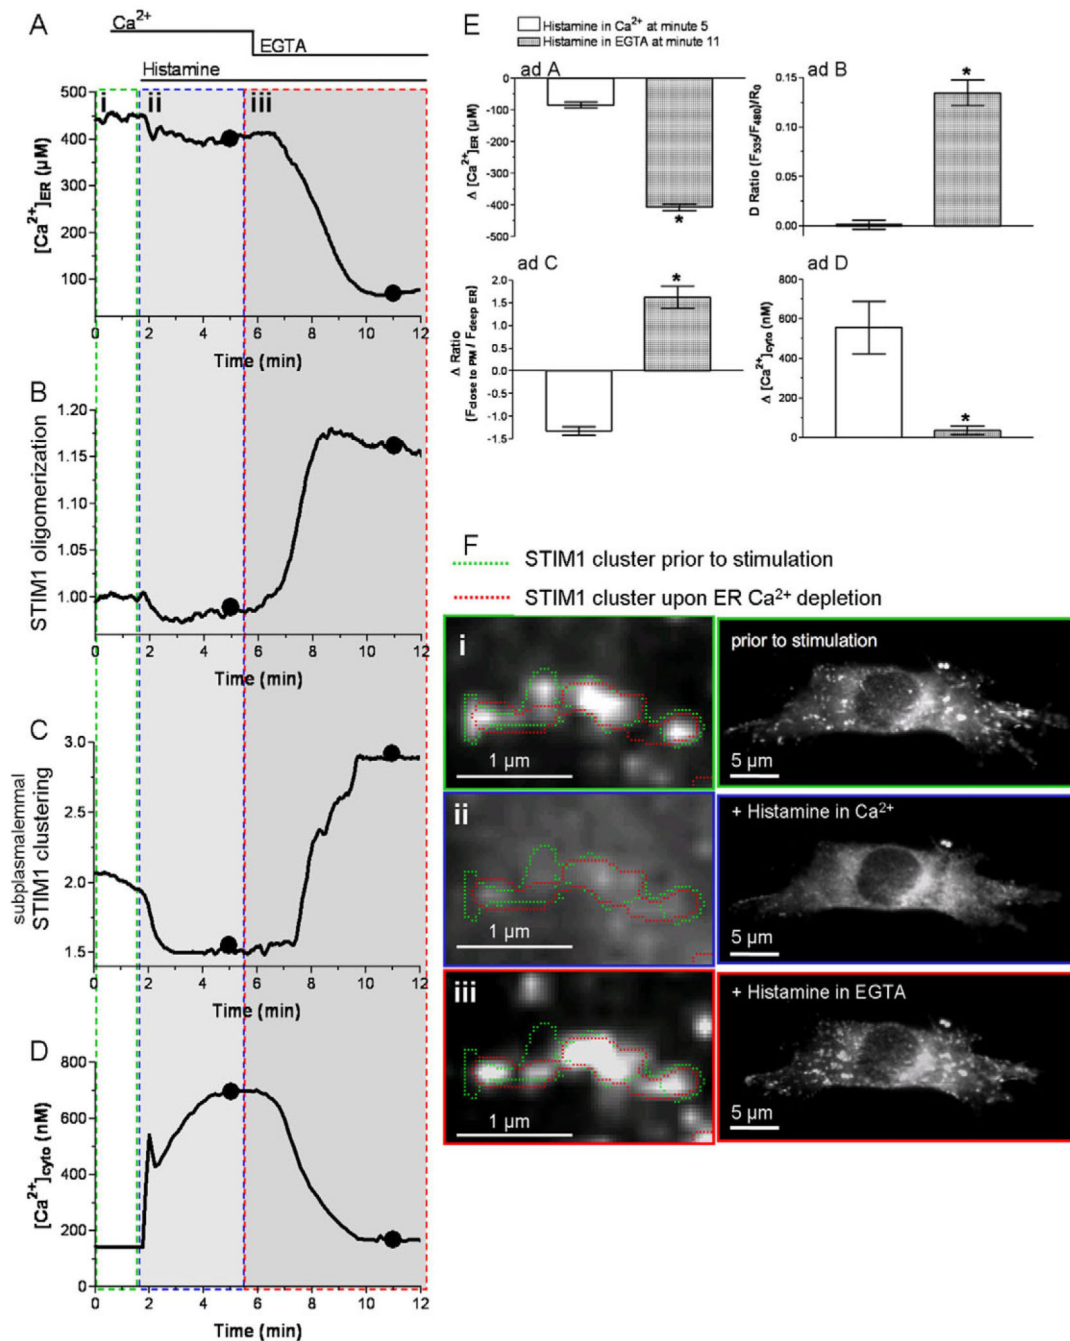 A
Ca²⁺
EGTA
Histamine
i
ii
iii
[Ca²⁺]ER (µM)
500
400
300
200
100
0 2 4 6 8 10 12
Time (min)
B
STIM1 oligomerization
1.20
1.15
1.10
1.05
1.00
0 2 4 6 8 10 12
Time (min)
C
subplasmalemmal
STIM1 clustering
3.0
2.5
2.0
1.5
0 2 4 6 8 10 12
Time (min)
D
[Ca²⁺]cyto (nM)
800
600
400
200
0
0 2 4 6 8 10 12
Time (min)
E
Histamine in Ca²⁺ at minute 5
Histamine in EGTA at minute 11
ad A
Δ [Ca²⁺]ER (µM)
0
-100
-200
-300
-400
-500
*
ad B
D Ratio (F535/F480)/R0
0.15
0.10
0.05
0.00
*
ad C
Δ Ratio
(Fclose to PM / Fdeep ER)
2.0
1.5
1.0
0.5
0.0
-0.5
-1.0
-1.5
*
ad D
Δ [Ca²⁺]cyto (nM)
800
600
400
200
0
*
F
STIM1 cluster prior to stimulation
STIM1 cluster upon ER Ca²⁺ depletion
i
1 µm
prior to stimulation
5 µm
ii
1 µm
+ Histamine in Ca²⁺
5 µm
iii
1 µm
+ Histamine in EGTA
5 µm